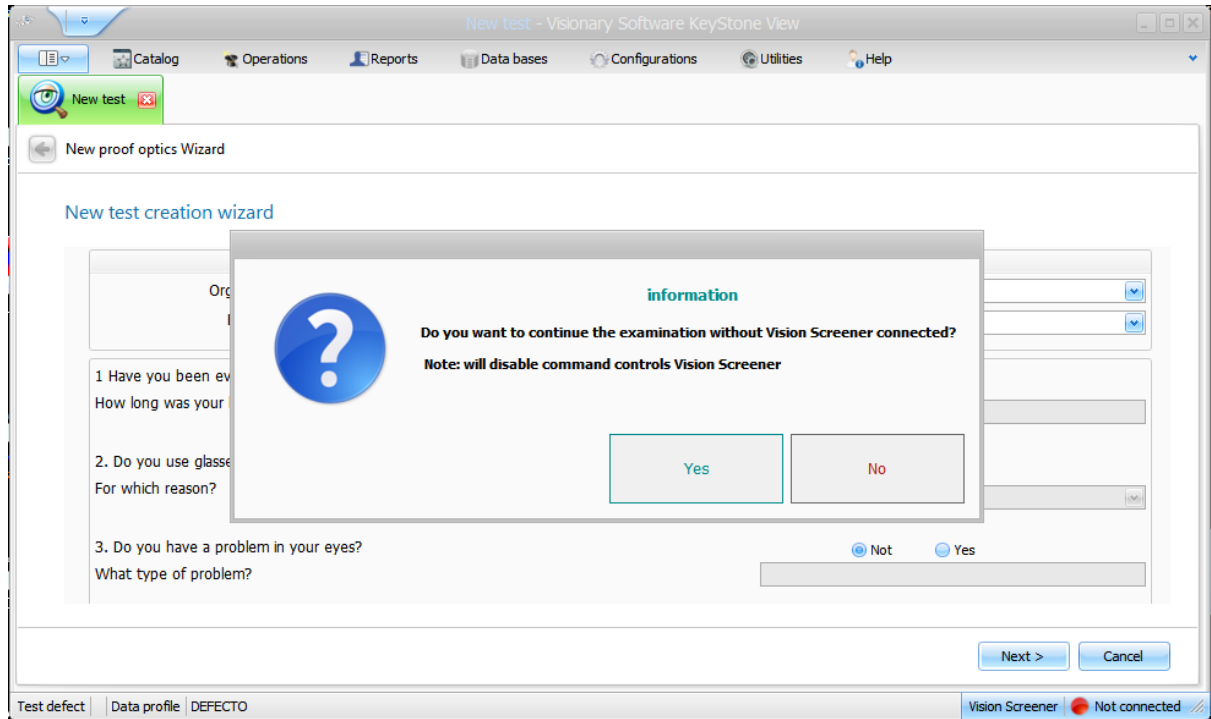 New test - Visionary Software KeyStone View
Catalog Operations Reports Data bases Configurations Utilities Help
New test
New proof optics Wizard
New test creation wizard
information
Do you want to continue the examination without Vision Screener connected?
Note: will disable command controls Vision Screener
Yes No
1 Have you been
How long was your
2. Do you use
For which reason?
3. Do you have a problem in your eyes?
Not Yes
What type of problem?
Next > Cancel
Test defect Data profile DEFECTO Vision Screener Not connected